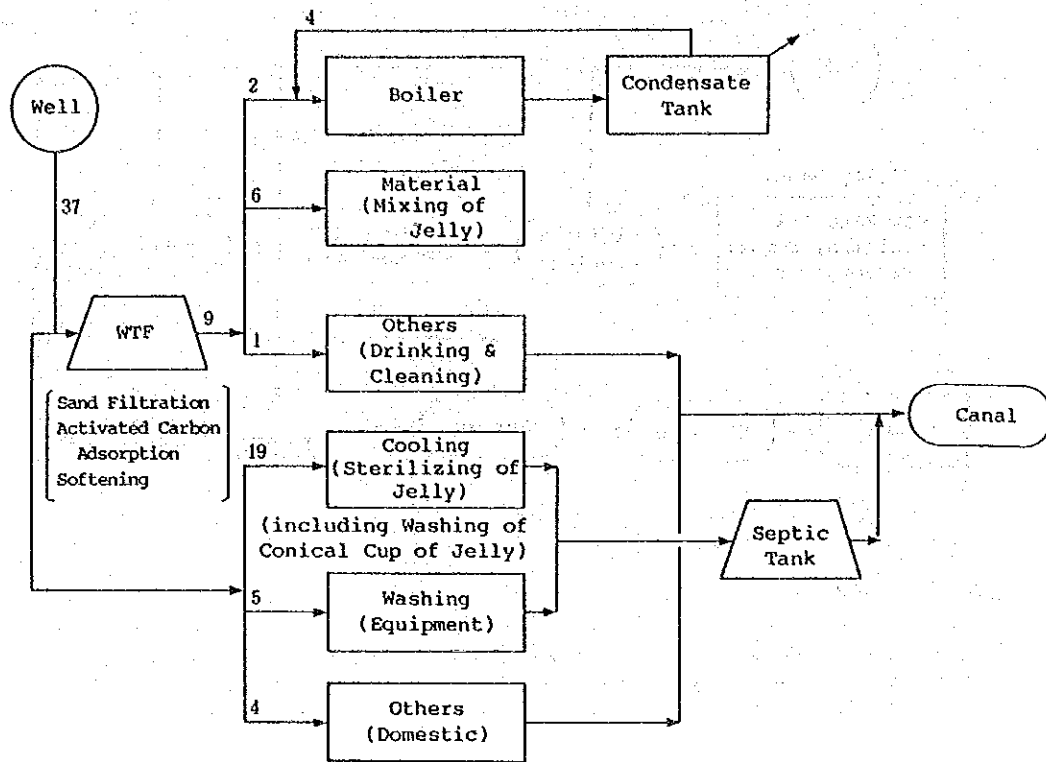 4
Well
2
Boiler
Condensate
Tank
37
6
Material
(Mixing of
Jelly)
WTF
9
1
Others
(Drinking &
Cleaning)
Sand Filtration
Activated Carbon
Adsorption
Softening
Canal
19
Cooling
(Sterilizing of
Jelly)
(including Washing of
Conical Cup of Jelly)
Septic
Tank
5
Washing
(Equipment)
4
Others
(Domestic)